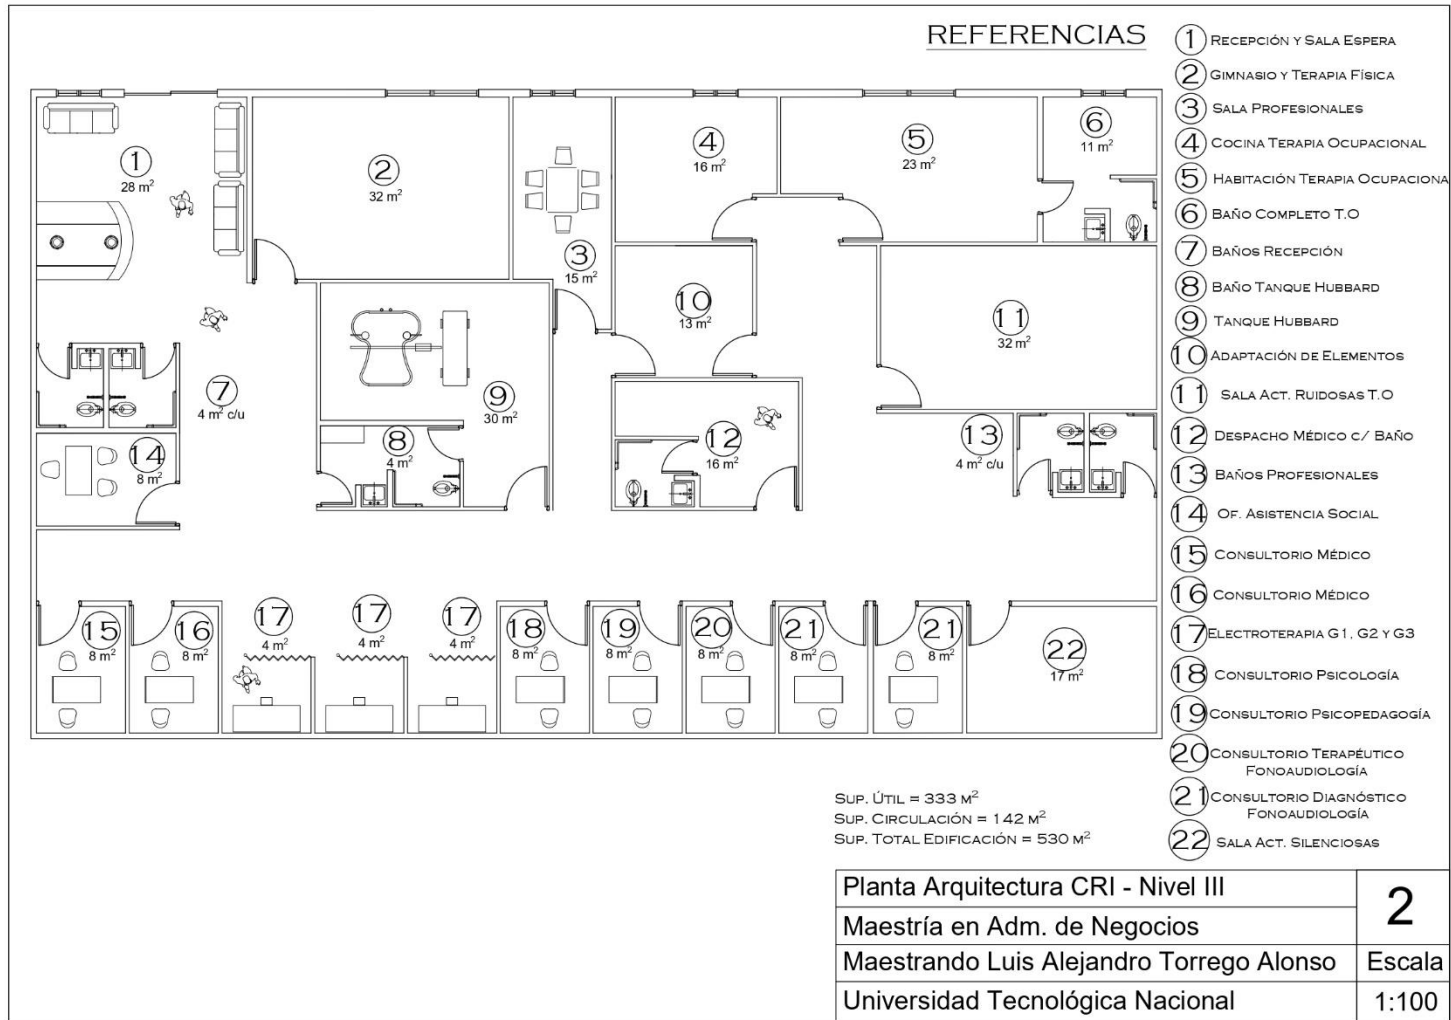 REFERENCIAS
1 RECEPCIÓN Y SALA ESPERA
2 GIMNASIO Y TERAPIA FÍSICA
3 SALA PROFESIONALES
4 COCINA TERAPIA OCUPACIONAL
5 HABITACIÓN TERAPIA OCUPACIONA
6 BAÑO COMPLETO T.O
7 BAÑOS RECEPCIÓN
8 BAÑO TANQUE HUBBARD
9 TANQUE HUBBARD
10 ADAPTACIÓN DE ELEMENTOS
11 SALA ACT. RUIDOSAS T.O
12 DESPACHO MÉDICO C/ BAÑO
13 BAÑOS PROFESIONALES
14 OF. ASISTENCIA SOCIAL
15 CONSULTORIO MÉDICO
16 CONSULTORIO MÉDICO
17 ELECTROTERAPIA G1, G2 Y G3
18 CONSULTORIO PSICOLOGÍA
19 CONSULTORIO PSICOPEDAGOGÍA
20 CONSULTORIO TERAPÉUTICO
FONOAUDIOLOGÍA
21 CONSULTORIO DIAGNÓSTICO
FONOAUDIOLOGÍA
22 SALA ACT. SILENCIOSAS
1
28 m²
2
32 m²
3
15 m²
4
16 m²
5
23 m²
6
11 m²
10
13 m²
11
32 m²
7
4 m² c/u
9
30 m²
8
4 m²
12
16 m²
13
4 m² c/u
14
8 m²
15
8 m²
16
8 m²
17
4 m²
17
4 m²
17
4 m²
18
8 m²
19
8 m²
20
8 m²
21
8 m²
21
8 m²
22
17 m²
SUP. ÚTIL = 333 M²
SUP. CIRCULACIÓN = 142 M²
SUP. TOTAL EDIFICACIÓN = 530 M²
Planta Arquitectura CRI - Nivel III
2
Maestría en Adm. de Negocios
Maestrando Luis Alejandro Torrego Alonso
Escala
Universidad Tecnológica Nacional
1:100